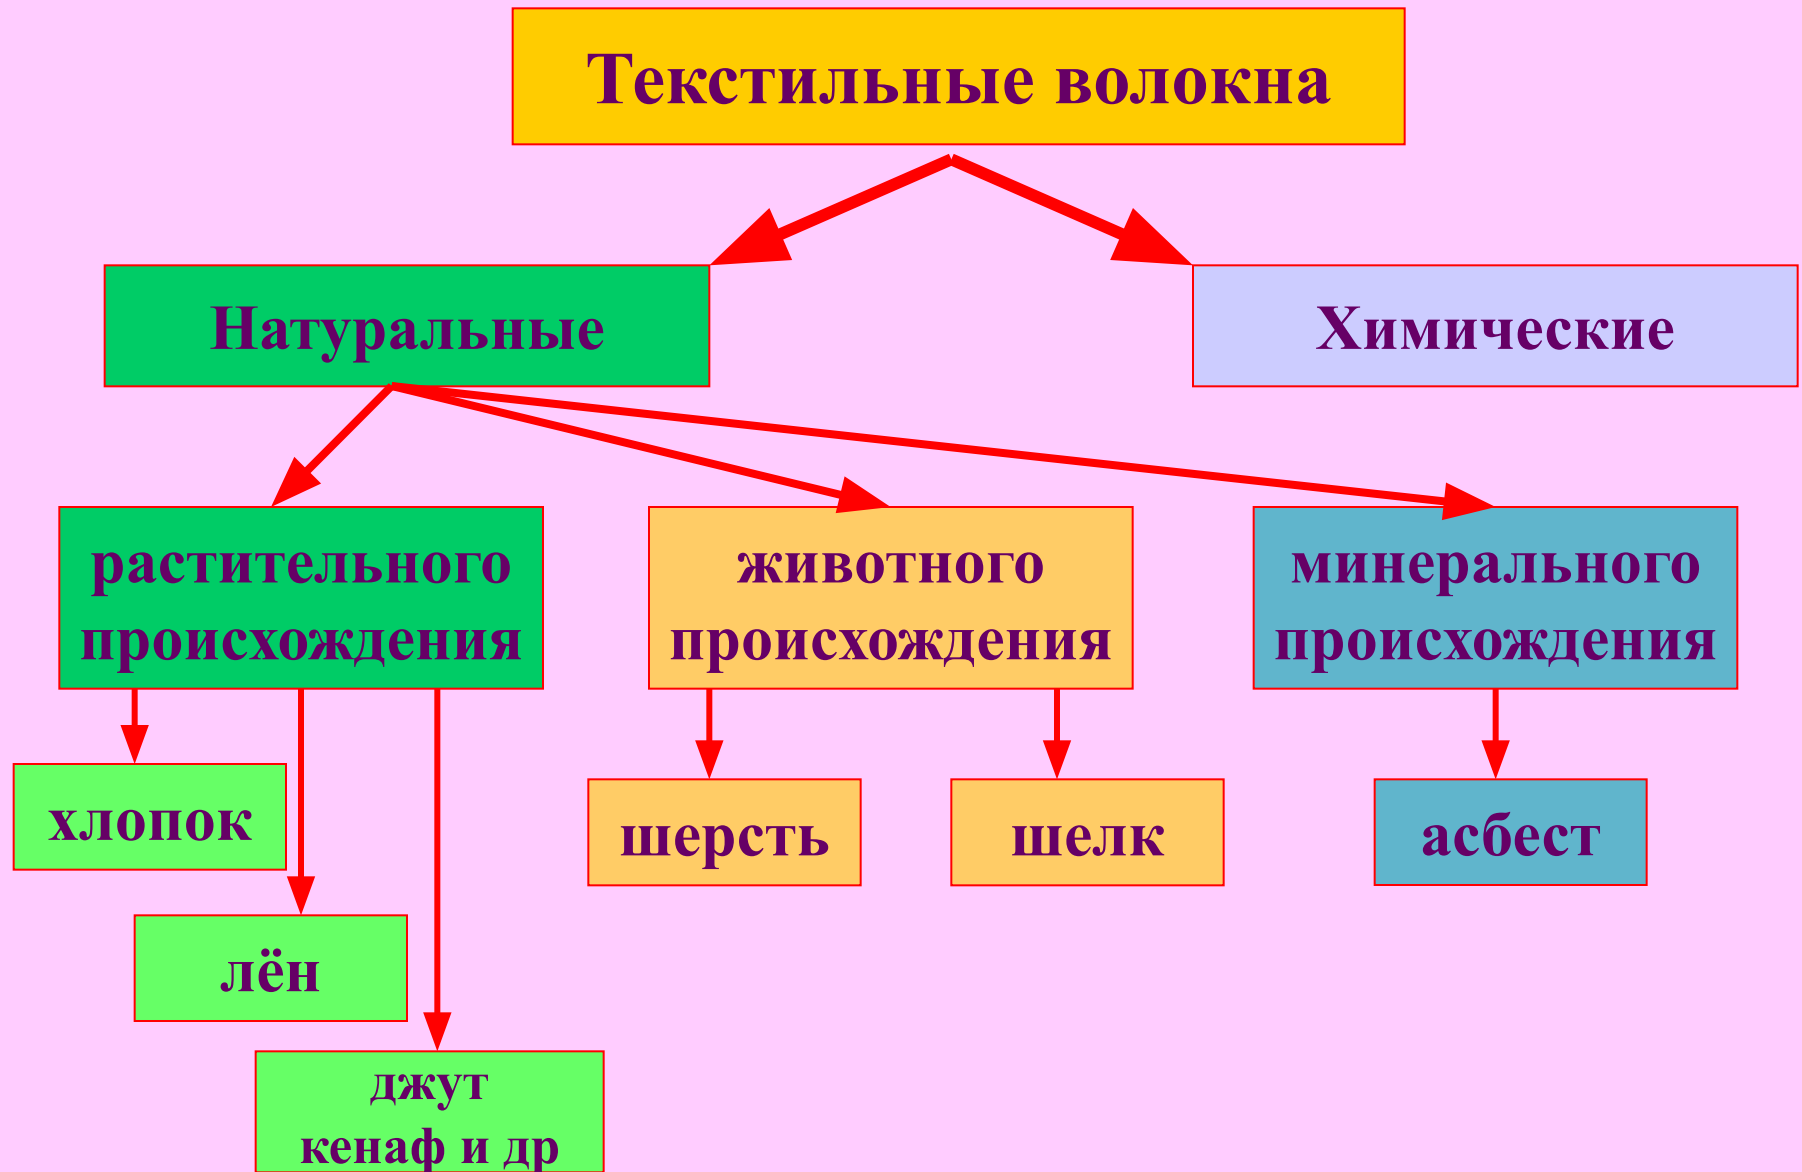 Текстильные волокна
Натуральные
Химические
растительного
происхождения
животного
происхождения
минерального
происхождения
хлопок
шерсть
шелк
асбест
лён
джут
кенаф и др